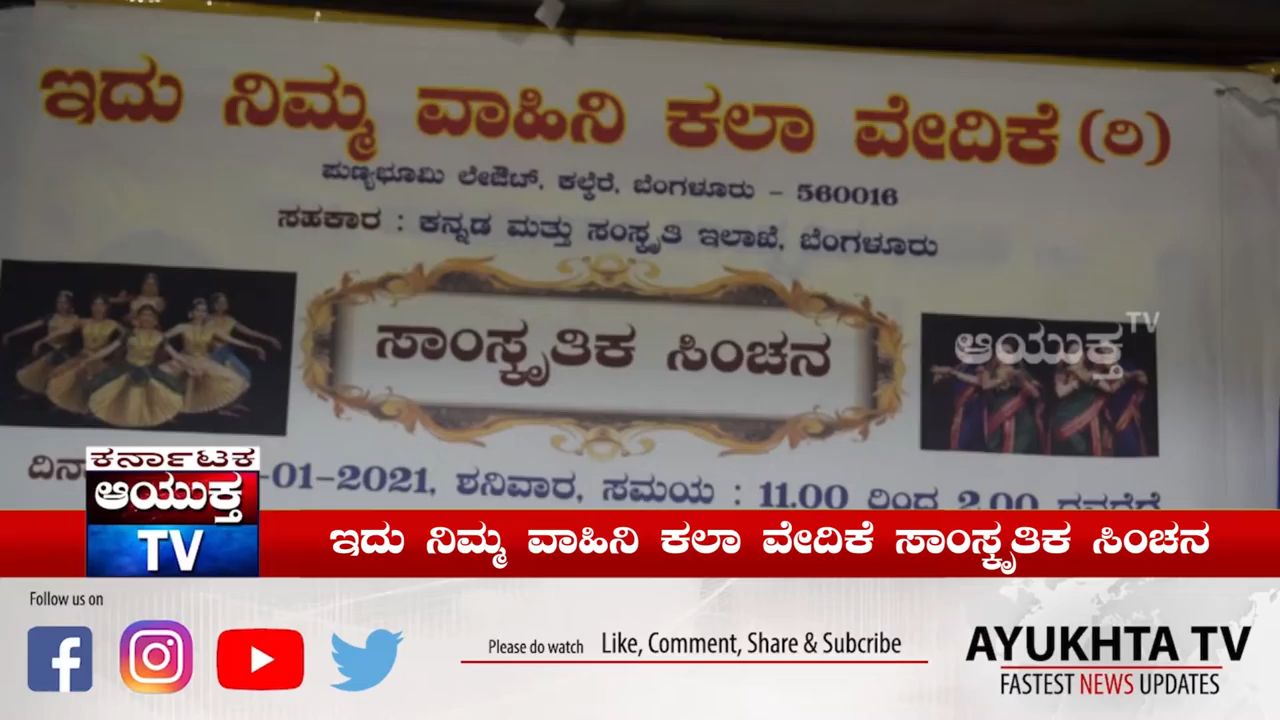 ಇದು ನಿಮ್ಮ ವಾಹಿನಿ ಕಲಾ ವೇದಿಕೆ (ರಿ)
ಪುಣ್ಯಭೂಮಿ ಲೇಔಟ್, ಕಲ್ಕೆರೆ, ಬೆಂಗಳೂರು - 560016
ಸಹಕಾರ : ಕನ್ನಡ ಮತ್ತು ಸಂಸ್ಕೃತಿ ಇಲಾಖೆ, ಬೆಂಗಳೂರು
ಸಾಂಸ್ಕೃತಿಕ ಸಿಂಚನ
ಆಯುಕ್ತ TV
-01-2021, ಶನಿವಾರ, ಸಮಯ : 11.00 ರಿಂದ 2.00
ಕರ್ನಾಟಕ
ಆಯುಕ್ತ
TV
ಇದು ನಿಮ್ಮ ವಾಹಿನಿ ಕಲಾ ವೇದಿಕೆ ಸಾಂಸ್ಕೃತಿಕ ಸಿಂಚನ
Follow us on
Please do watch Like, Comment, Share & Subcribe
AYUKHTA TV
FASTEST NEWS UPDATES